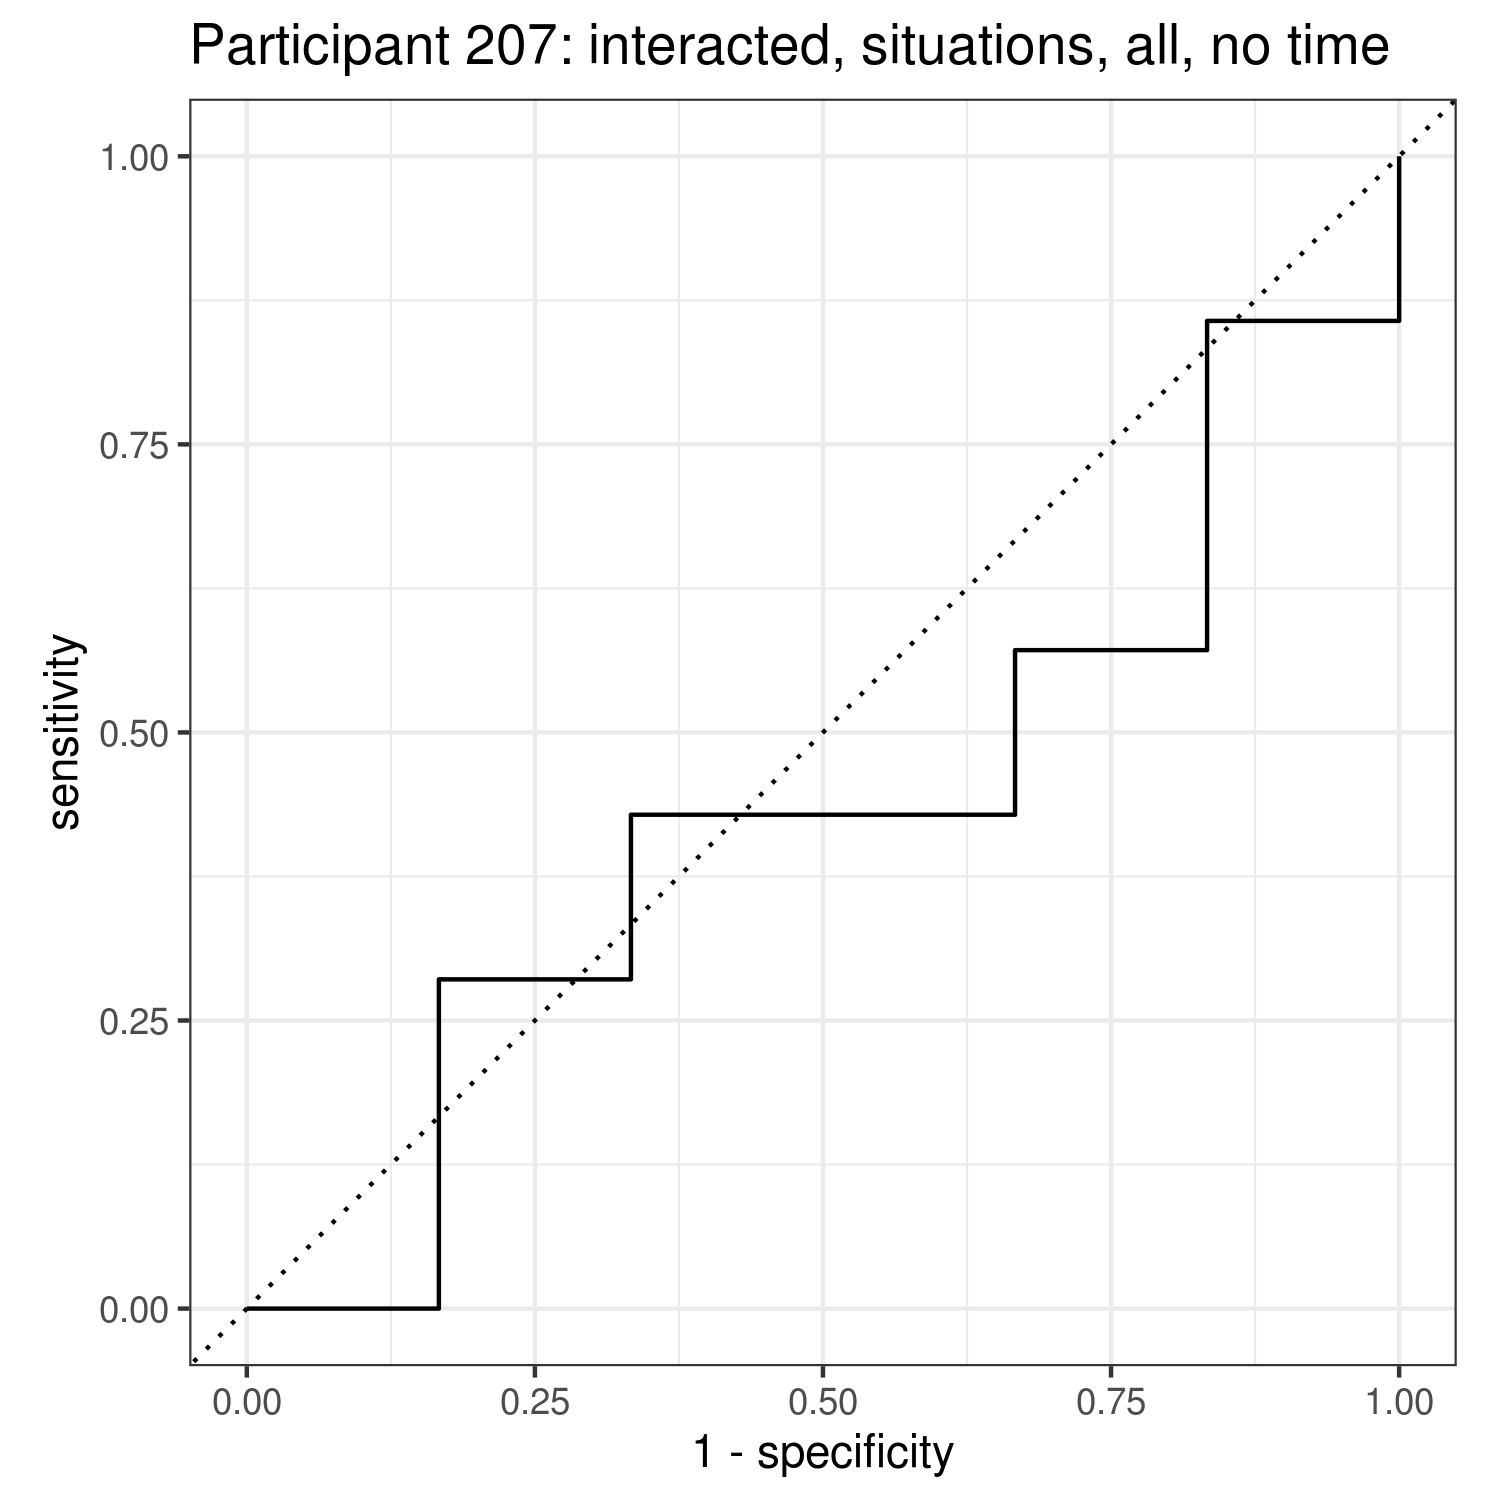 Participant 207: interacted, situations, all, no time
1.00
0.75
0.50
0.25
0.00
sensitivity
0.00 0.25 0.50 0.75 1.00
1 - specificity